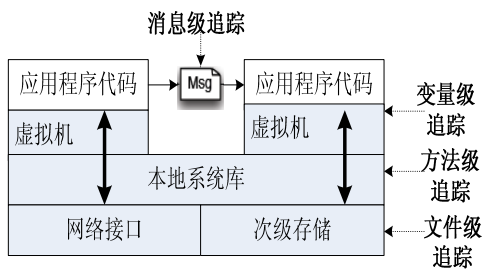 消息级追踪
应用程序代码
Msg
应用程序代码
虚拟机
虚拟机
变量级
追踪
本地系统库
方法级
追踪
网络接口
次级存储
文件级
追踪